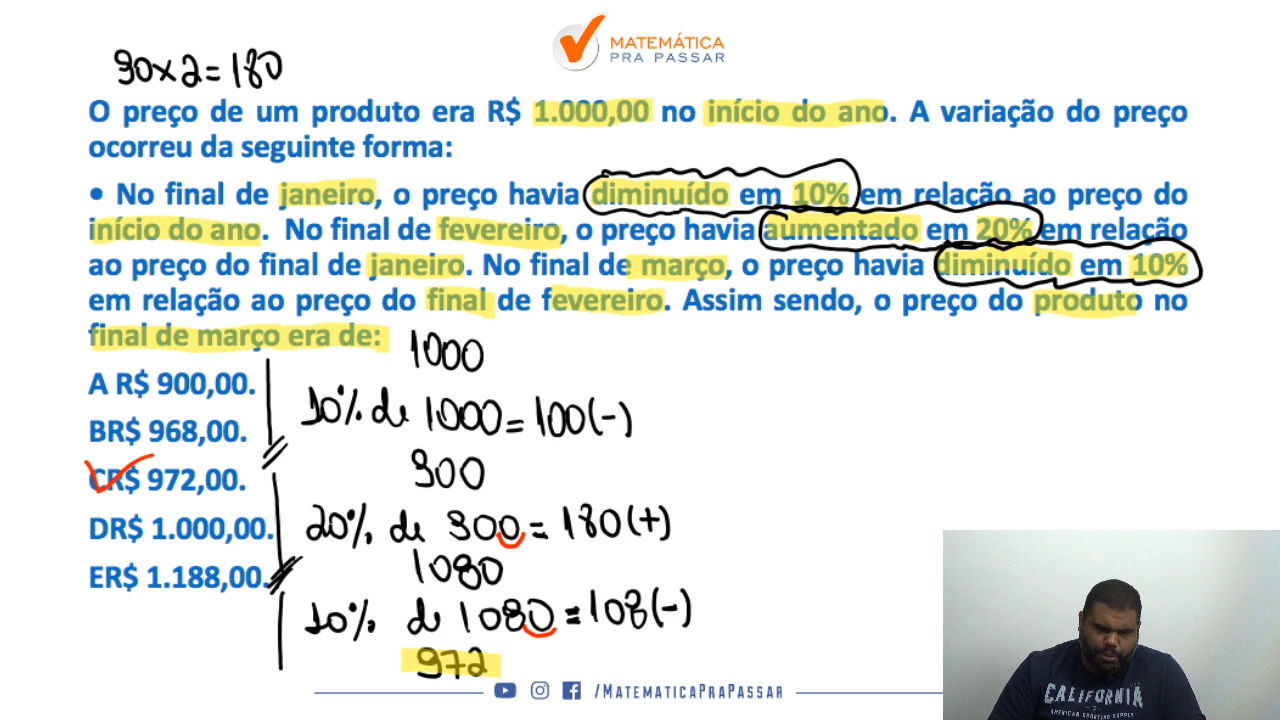 MATEMÁTICA
PRA PASSAR
90x2=180
O preço de um produto era R$ 1.000,00 no início do ano. A variação do preço
ocorreu da seguinte forma:
• No final de janeiro, o preço havia diminuído em 10% em relação ao preço do
início do ano. No final de fevereiro, o preço havia aumentado em 20% em relação
ao preço do final de janeiro. No final de março, o preço havia diminuído em 10%
em relação ao preço do final de fevereiro. Assim sendo, o preço do produto no
final de março era de:
1000
A R$ 900,00.
10% de 1000=100(-)
BR$ 968,00.
900
CR$ 972,00.
20% de 900=180(+)
DR$ 1.000,00.
1080
ER$ 1.188,00.
10% de 1080=108(-)
972
/MatematicaPraPassar
CALIFORNIA
AMERICAN SPORTING SUPPLY